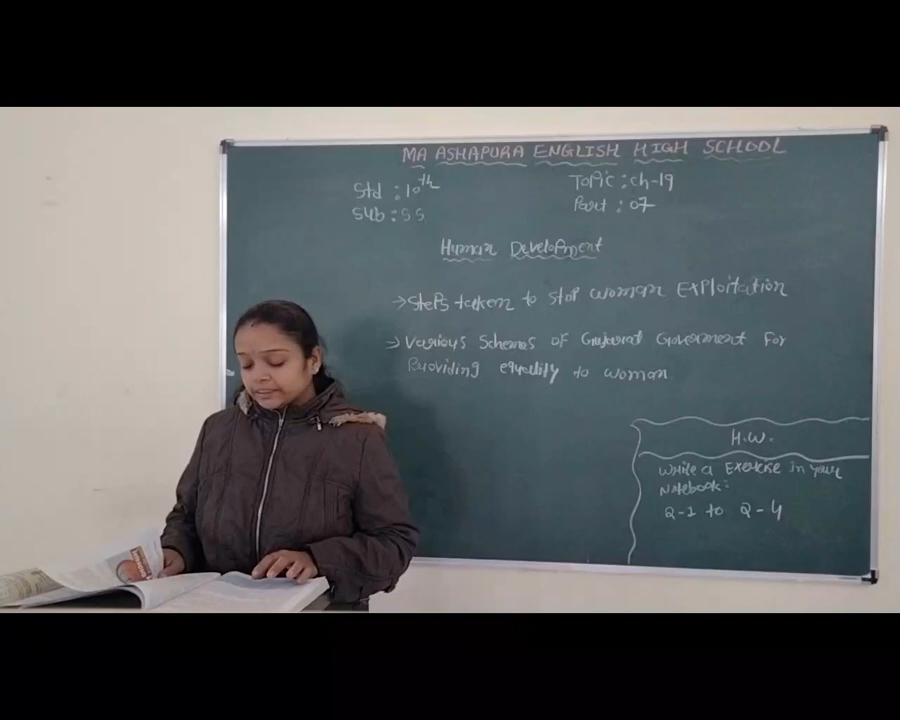 MA ASHAPURA ENGLISH HIGH SCHOOL
Std : 10th
Topic : ch-19
Sub : S.S
Part : 07
Human Development
→ Steps taken to stop woman Exploitation
→ Various Schemes of Gujarat Goverment For
Providing equality to woman
H.W.
Write a Exercise in your
Notebook:
Q-1 to Q-4